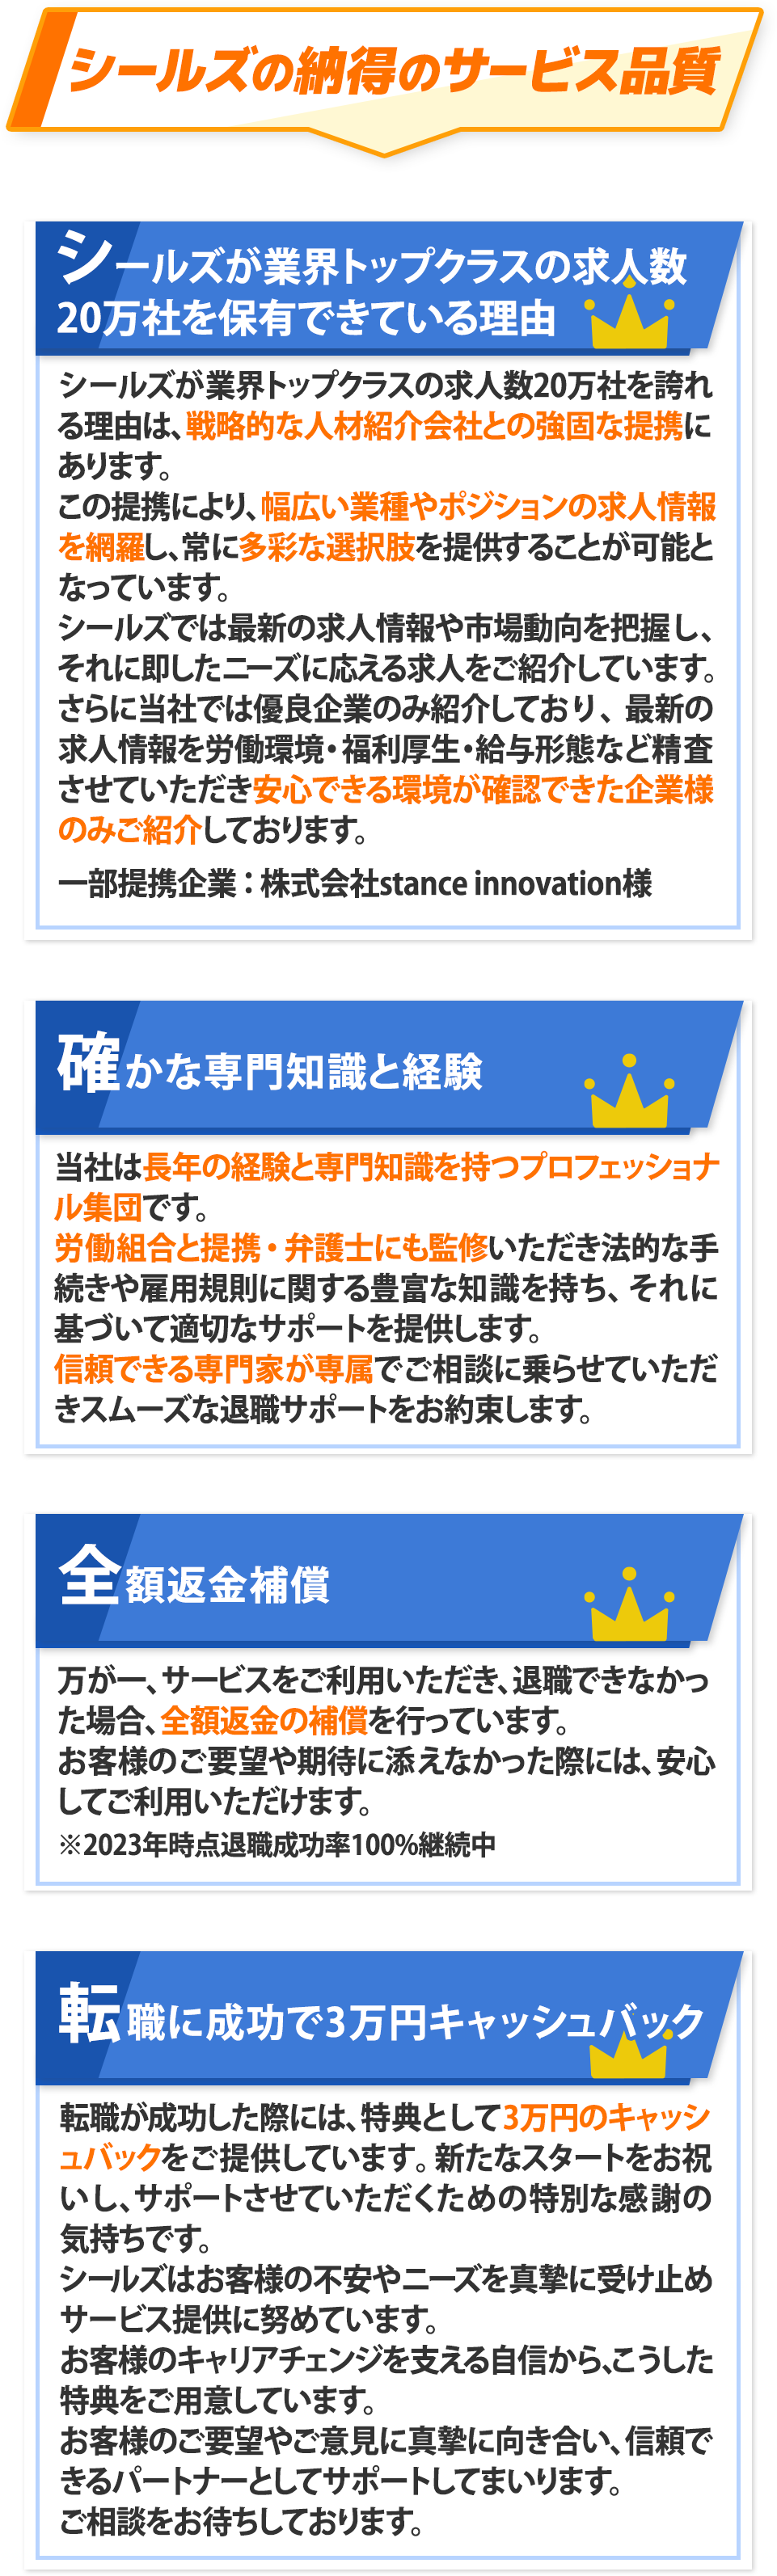 シールズの納得のサービス品質
シールズが業界トップクラスの求人数
20万社を保有できている理由
シールズが業界トップクラスの求人数20万社を誇れ
る理由は、戦略的な人材紹介会社との強固な提携に
あります。
この提携により、幅広い業種やポジションの求人情報
を網羅し、常に多彩な選択肢を提供することが可能と
なっています。
シールズでは最新の求人情報や市場動向を把握し、
それに即したニーズに応える求人をご紹介しています。
さらに当社では優良企業のみ紹介しており、最新の
求人情報を労働環境・福利厚生・給与形態など精査
させていただき安心できる環境が確認できた企業様
のみご紹介しております。
一部提携企業：株式会社stance innovation様
確かな専門知識と経験
当社は長年の経験と専門知識を持つプロフェッショナ
ル集団です。
労働組合と提携・弁護士にも監修いただき法的な手
続きや雇用規則に関する豊富な知識を持ち、それに
基づいて適切なサポートを提供します。
信頼できる専門家が専属でご相談に乗らせていただ
きスムーズな退職サポートをお約束します。
全額返金補償
万が一、サービスをご利用いただき、退職できなかっ
た場合、全額返金の補償を行っています。
お客様のご要望や期待に添えなかった際には、安心
してご利用いただけます。
※2023年時点退職成功率100%継続中
転職に成功で3万円キャッシュバック
転職が成功した際には、特典として3万円のキャッシ
ュバックをご提供しています。新たなスタートをお祝
いし、サポートさせていただくための特別な感謝の
気持ちです。
シールズはお客様の不安やニーズを真摯に受け止め
サービス提供に努めています。
お客様のキャリアチェンジを支える自信から、こうした
特典をご用意しています。
お客様のご要望やご意見に真摯に向き合い、信頼で
きるパートナーとしてサポートしてまいります。
ご相談をお待ちしております。